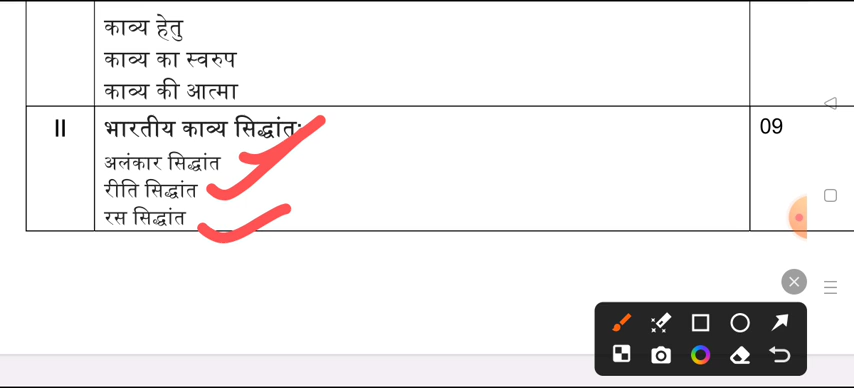 काव्य हेतु
काव्य का स्वरुप
काव्य की आत्मा
II भारतीय काव्य सिद्धांत: 09
अलंकार सिद्धांत
रीति सिद्धांत
रस सिद्धांत